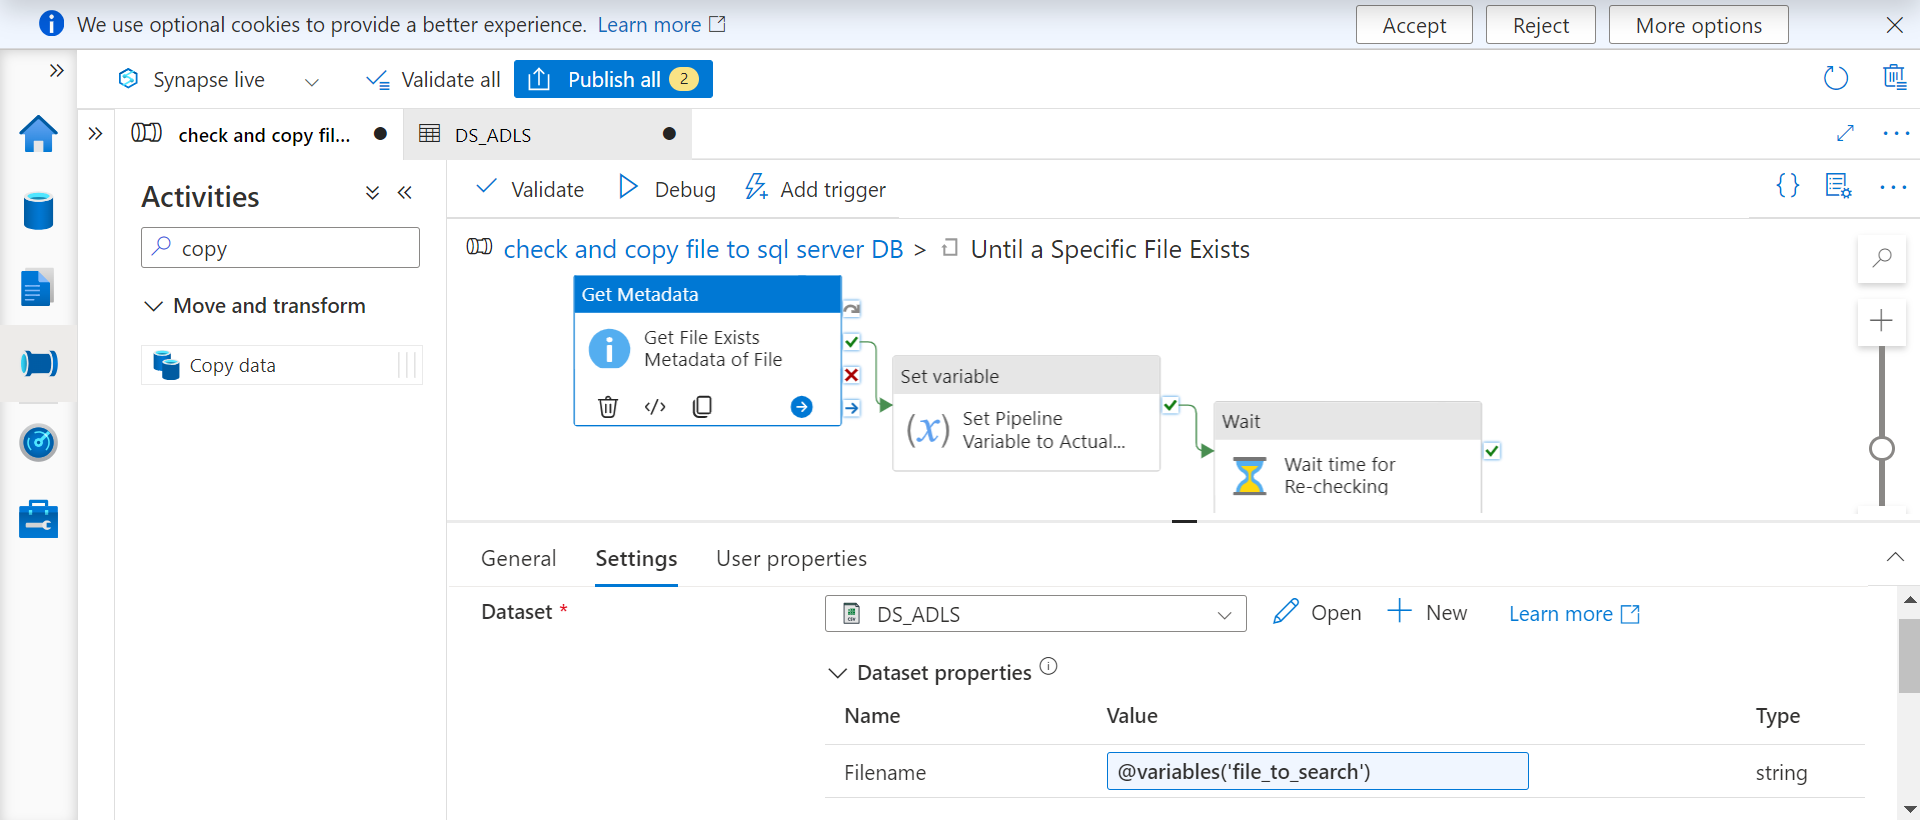 We use optional cookies to provide a better experience. Learn more
Accept
Reject
More options
Synapse live
Validate all
Publish all 2
check and copy fil...
DS_ADLS
Activities
copy
Move and transform
Copy data
Validate
Debug
Add trigger
check and copy file to sql server DB > Until a Specific File Exists
Get Metadata
Get File Exists
Metadata of File
Set variable
(x) Set Pipeline
Variable to Actual...
Wait
Wait time for
Re-checking
General
Settings
User properties
Dataset *
DS_ADLS
Open
New
Learn more
Dataset properties
Name
Value
Type
Filename
@variables('file_to_search')
string